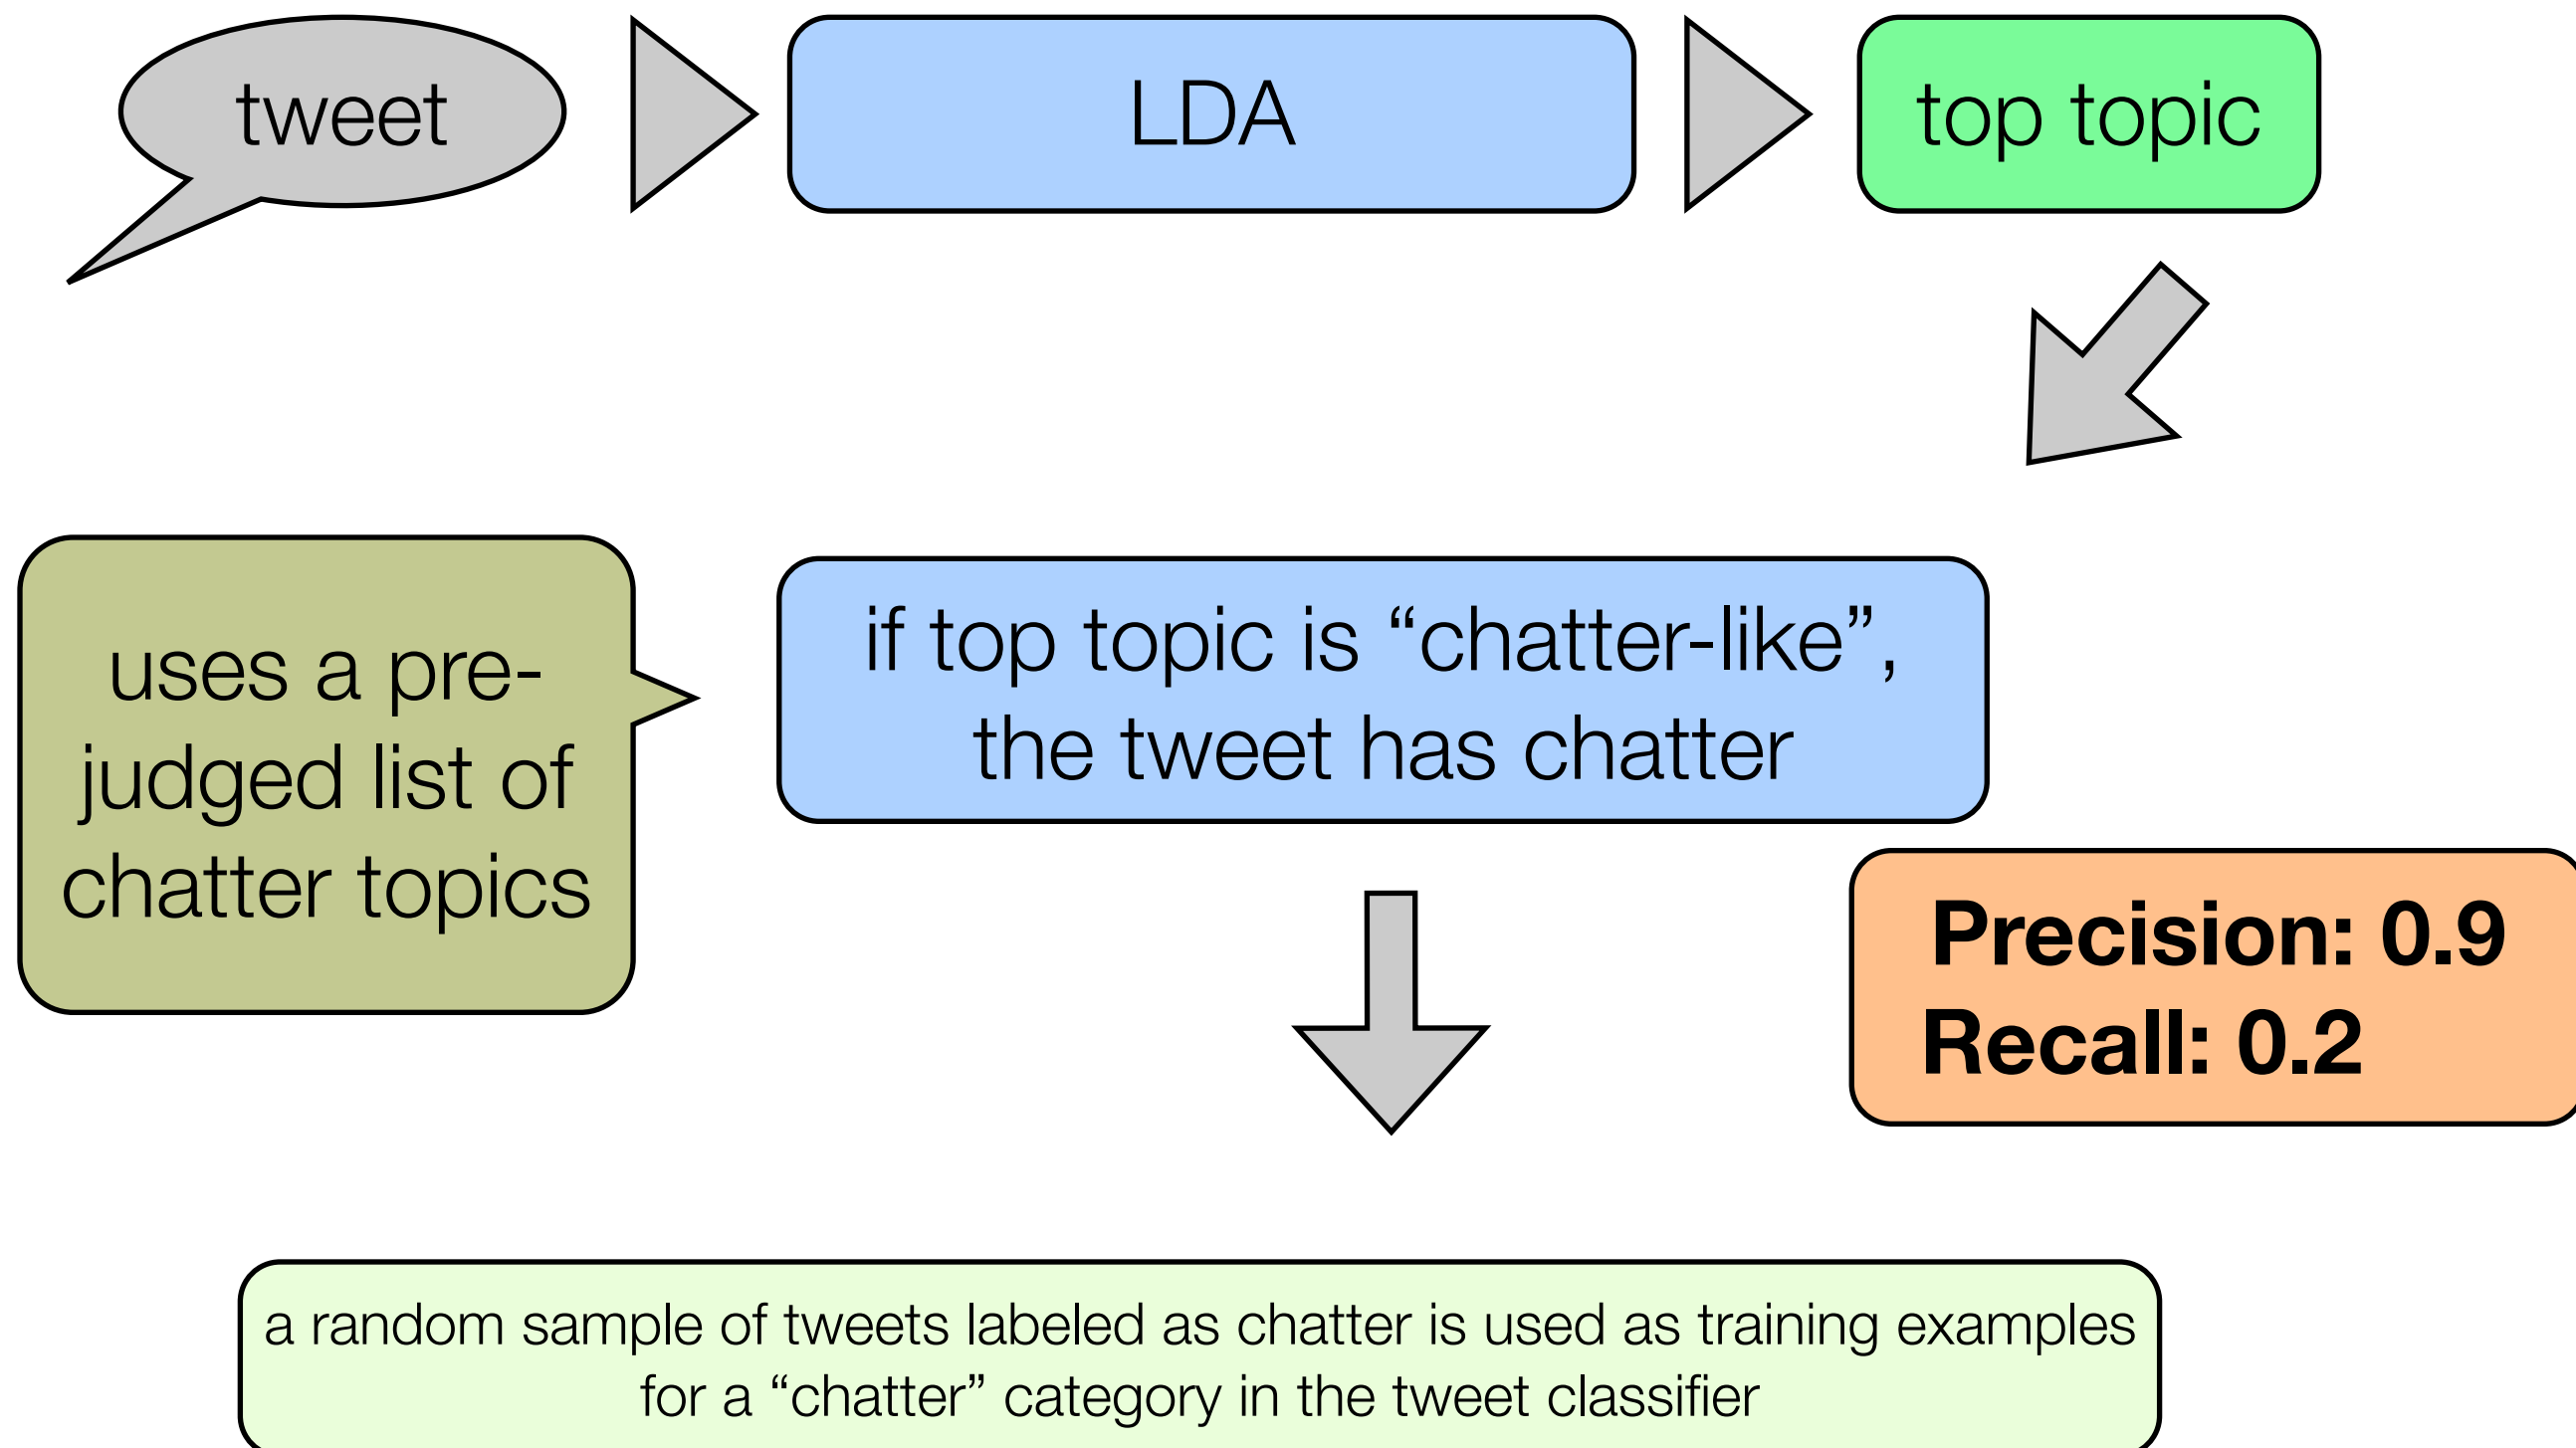 tweet
LDA
top topic
uses a pre-
judged list of
chatter topics
if top topic is “chatter-like”,
the tweet has chatter
Precision: 0.9
Recall: 0.2
a random sample of tweets labeled as chatter is used as training examples
for a “chatter” category in the tweet classifier